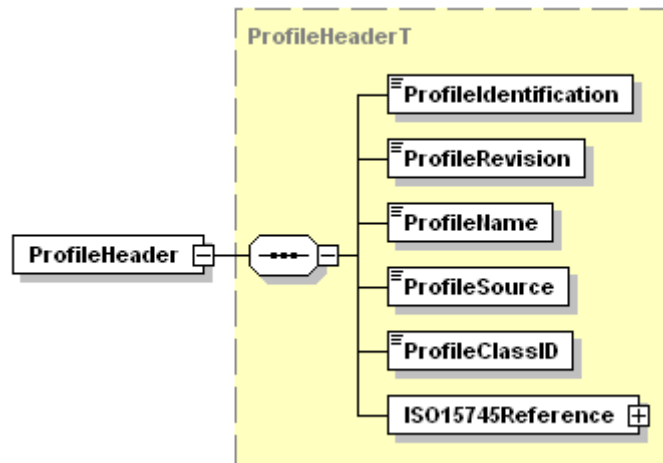 ProfileHeaderT
ProfileIdentification
ProfileRevision
ProfileName
ProfileHeader
ProfileSource
ProfileClassID
ISO15745Reference